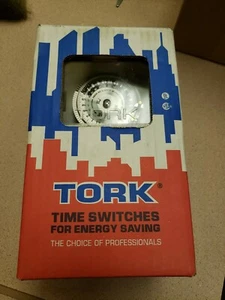 TORK®
TIME SWITCHES
FOR ENERGY SAVING
THE CHOICE OF PROFESSIONALS